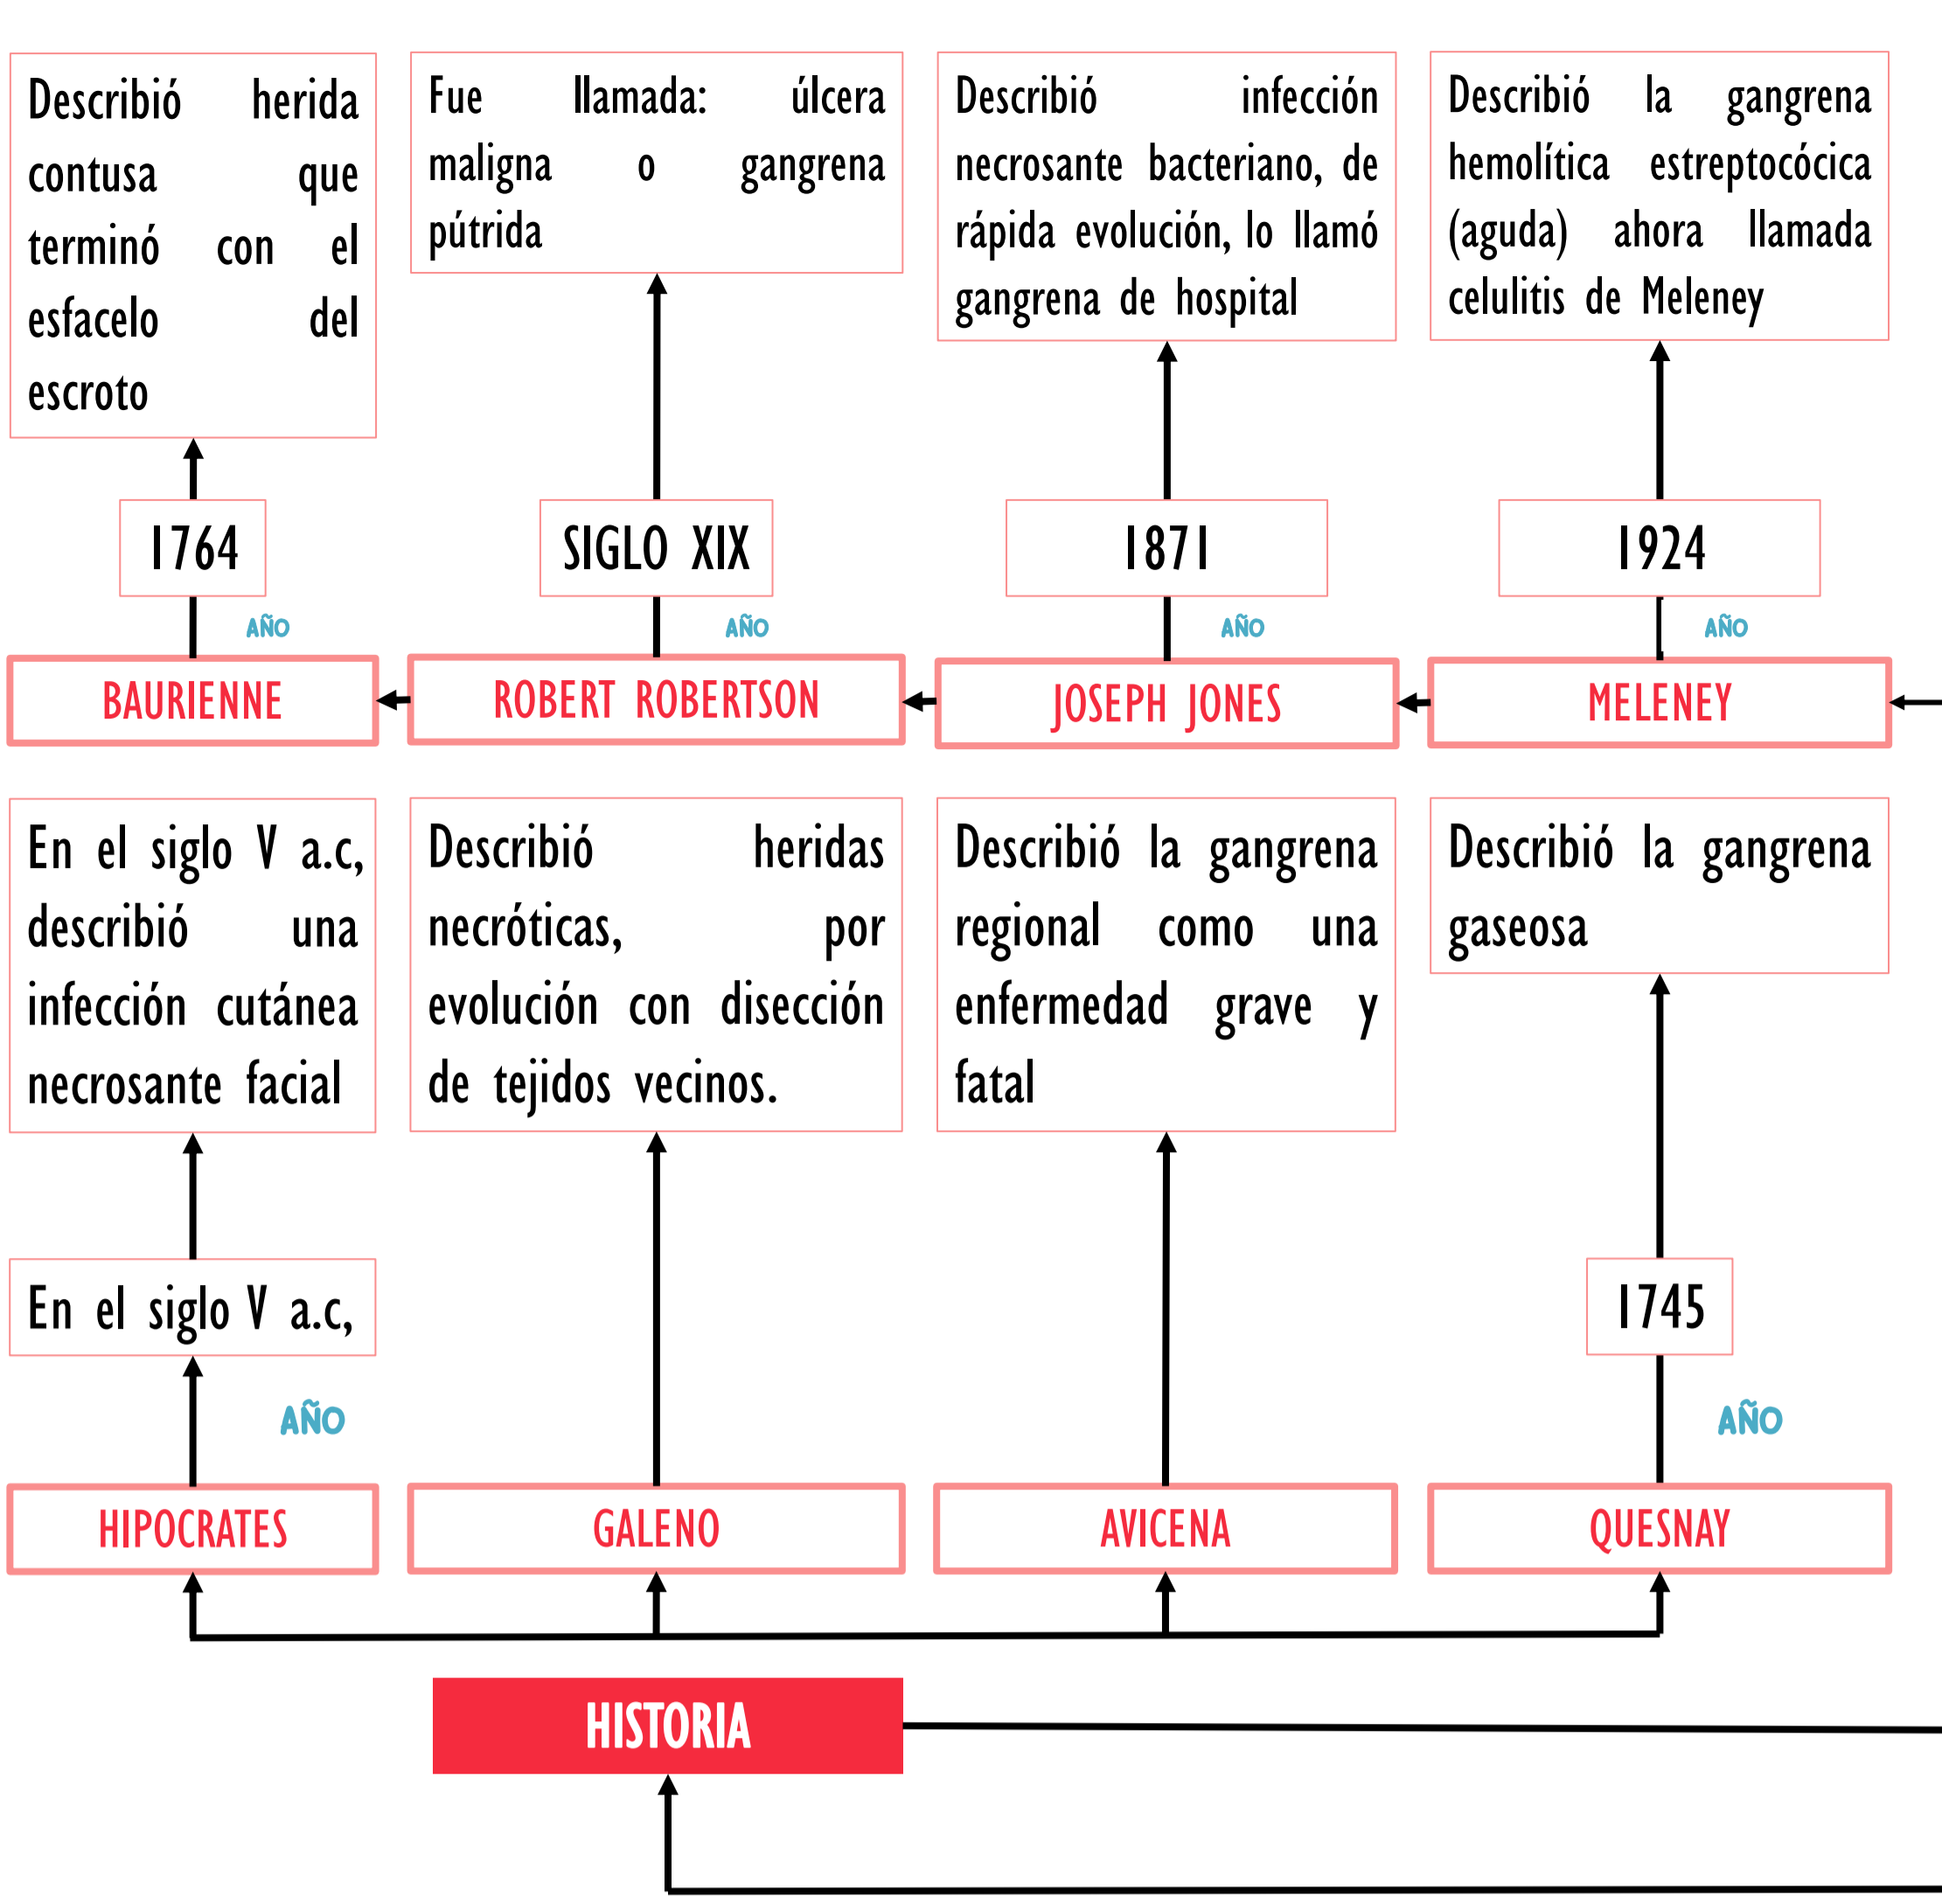 Describió herida
contusa que
terminó con el
esfacelo del
escroto
Fue llamada: úlcera
maligna o gangrena
pútrida
Describió infección
necrosante bacteriano, de
rápida evolución, lo llamó
gangrena de hospital
Describió la gangrena
hemolítica estreptocócica
(aguda) ahora llamada
celulitis de Meleney
1764
SIGLO XIX
1871
1924
AÑO
AÑO
AÑO
AÑO
BAURIENNE
ROBERT ROBERTSON
JOSEPH JONES
MELENEY
En el siglo V a.c,
describió una
infección cutánea
necrosante facial
Describió heridas
necróticas, por
evolución con disección
de tejidos vecinos.
Describió la gangrena
regional como una
enfermedad grave y
fatal
Describió la gangrena
gaseosa
En el siglo V a.c,
1745
AÑO
AÑO
HIPOCRATES
GALENO
AVICENA
QUESNAY
HISTORIA